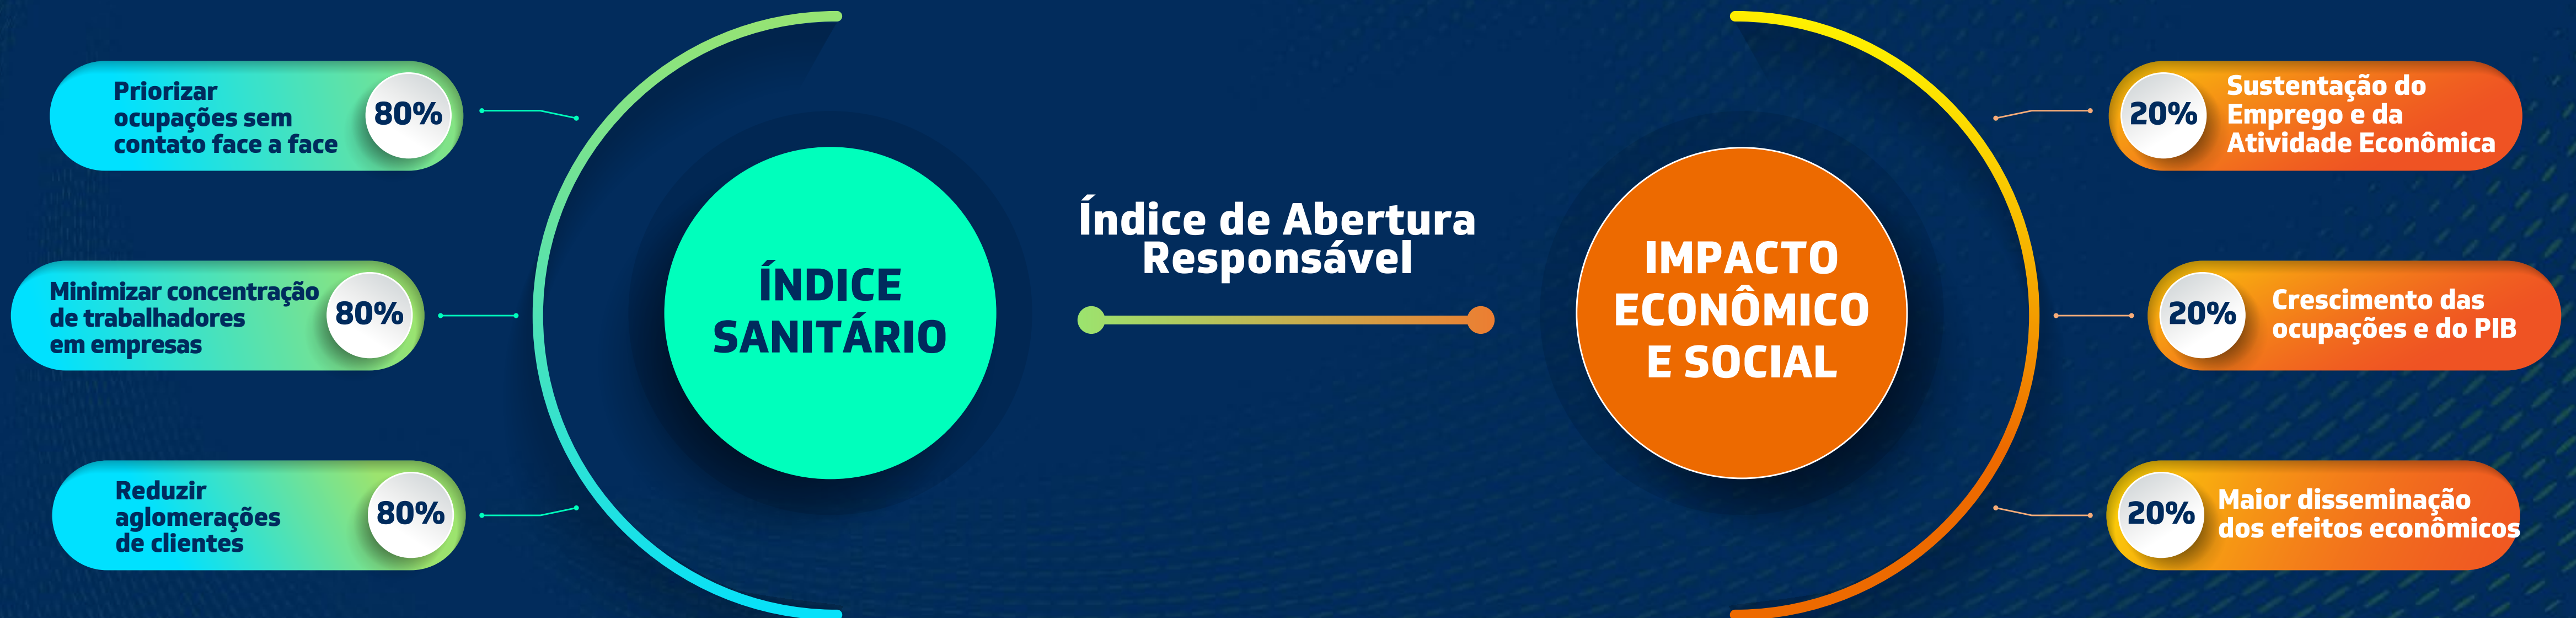 Priorizar
ocupações sem
contato face a face
80%
Minimizar concentração
de trabalhadores
em empresas
80%
Reduzir
aglomerações
de clientes
80%
ÍNDICE
SANITÁRIO
Índice de Abertura
Responsável
IMPACTO
ECONÔMICO
E SOCIAL
20%
Sustentação do
Emprego e da
Atividade Econômica
20%
Crescimento das
ocupações e do PIB
20%
Maior disseminação
dos efeitos econômicos